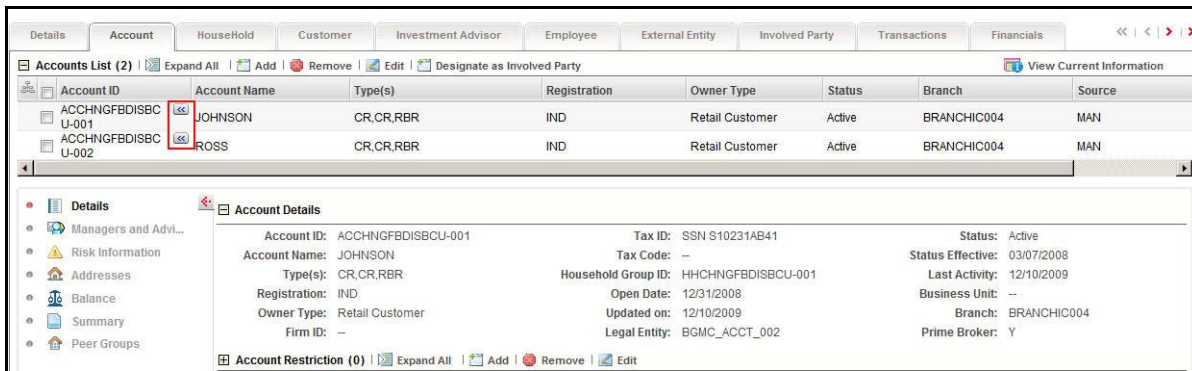 Details Account HouseHold Customer Investment Advisor Employee External Entity Involved Party Transactions Financials
Accounts List (2) | Expand All | Add | Remove | Edit | Designate as Involved Party View Current Information
Account ID Account Name Type(s) Registration Owner Type Status Branch Source
ACCHNGFBDISBC
U-001 JOHNSON CR,CR,RBR IND Retail Customer Active BRANCHIC004 MAN
ACCHNGFBDISBC
U-002 ROSS CR,CR,RBR IND Retail Customer Active BRANCHIC004 MAN
Details
Managers and Advi...
Risk Information
Addresses
Balance
Summary
Peer Groups
Account Details
Account ID: ACCHNGFBDISBCU-001 Tax ID: SSN S10231AB41 Status: Active
Account Name: JOHNSON Tax Code: -- Status Effective: 03/07/2008
Type(s): CR,CR,RBR Household Group ID: HHCHNGFBDISBCU-001 Last Activity: 12/10/2009
Registration: IND Open Date: 12/31/2008 Business Unit: --
Owner Type: Retail Customer Updated on: 12/10/2009 Branch: BRANCHIC004
Firm ID: -- Legal Entity: BGMC_ACCT_002 Prime Broker: Y
Account Restriction (0) | Expand All | Add | Remove | Edit